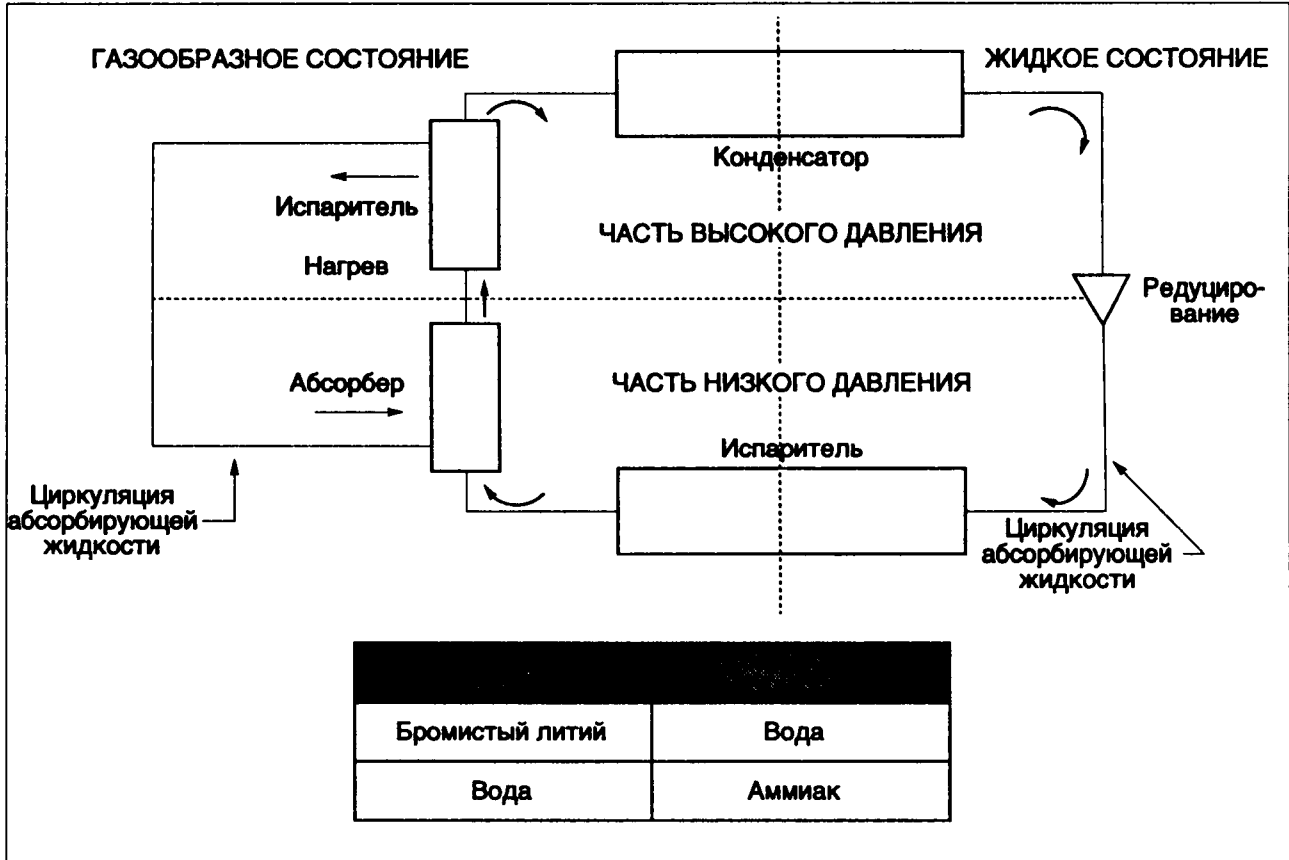 ГАЗООБРАЗНОЕ СОСТОЯНИЕ
ЖИДКОЕ СОСТОЯНИЕ
Конденсатор
Испаритель
ЧАСТЬ ВЫСОКОГО ДАВЛЕНИЯ
Нагрев
Редуциро-
вание
Абсорбер
ЧАСТЬ НИЗКОГО ДАВЛЕНИЯ
Испаритель
Циркуляция
абсорбирующей
жидкости
Циркуляция
абсорбирующей
жидкости
Бромистый литий
Вода
Вода
Аммиак